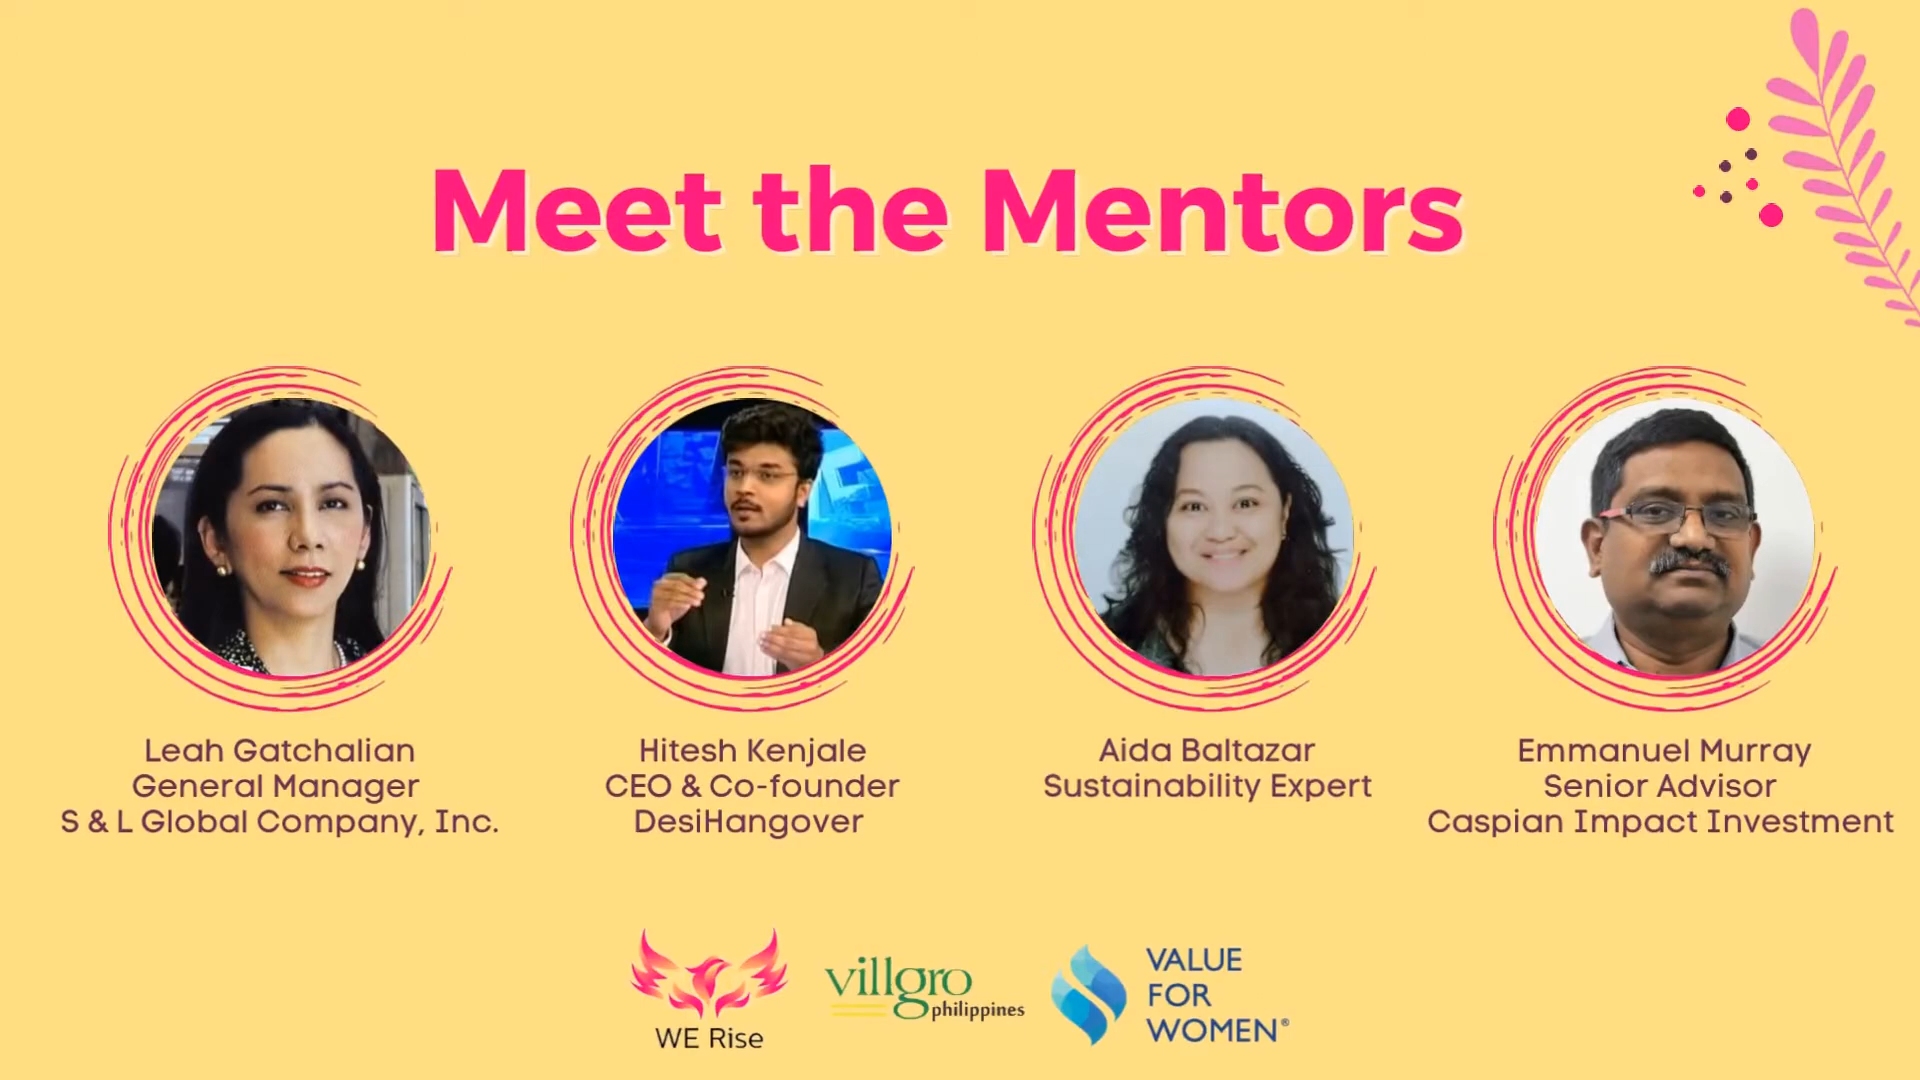 Meet the Mentors
Leah Gatchalian
General Manager
S & L Global Company, Inc.
Hitesh Kenjale
CEO & Co-founder
DesiHangover
Aida Baltazar
Sustainability Expert
Emmanuel Murray
Senior Advisor
Caspian Impact Investment
WE Rise
villgro
philippines
VALUE
FOR
WOMEN®